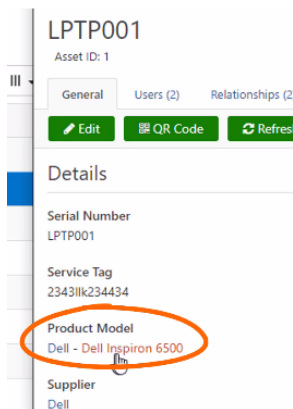 LPTP001
Asset ID: 1
General Users (2) Relationships (2
Edit QR Code Refres
Details
Serial Number
LPTP001
Service Tag
2343llk234434
Product Model
Dell - Dell Inspiron 6500
Supplier
Dell